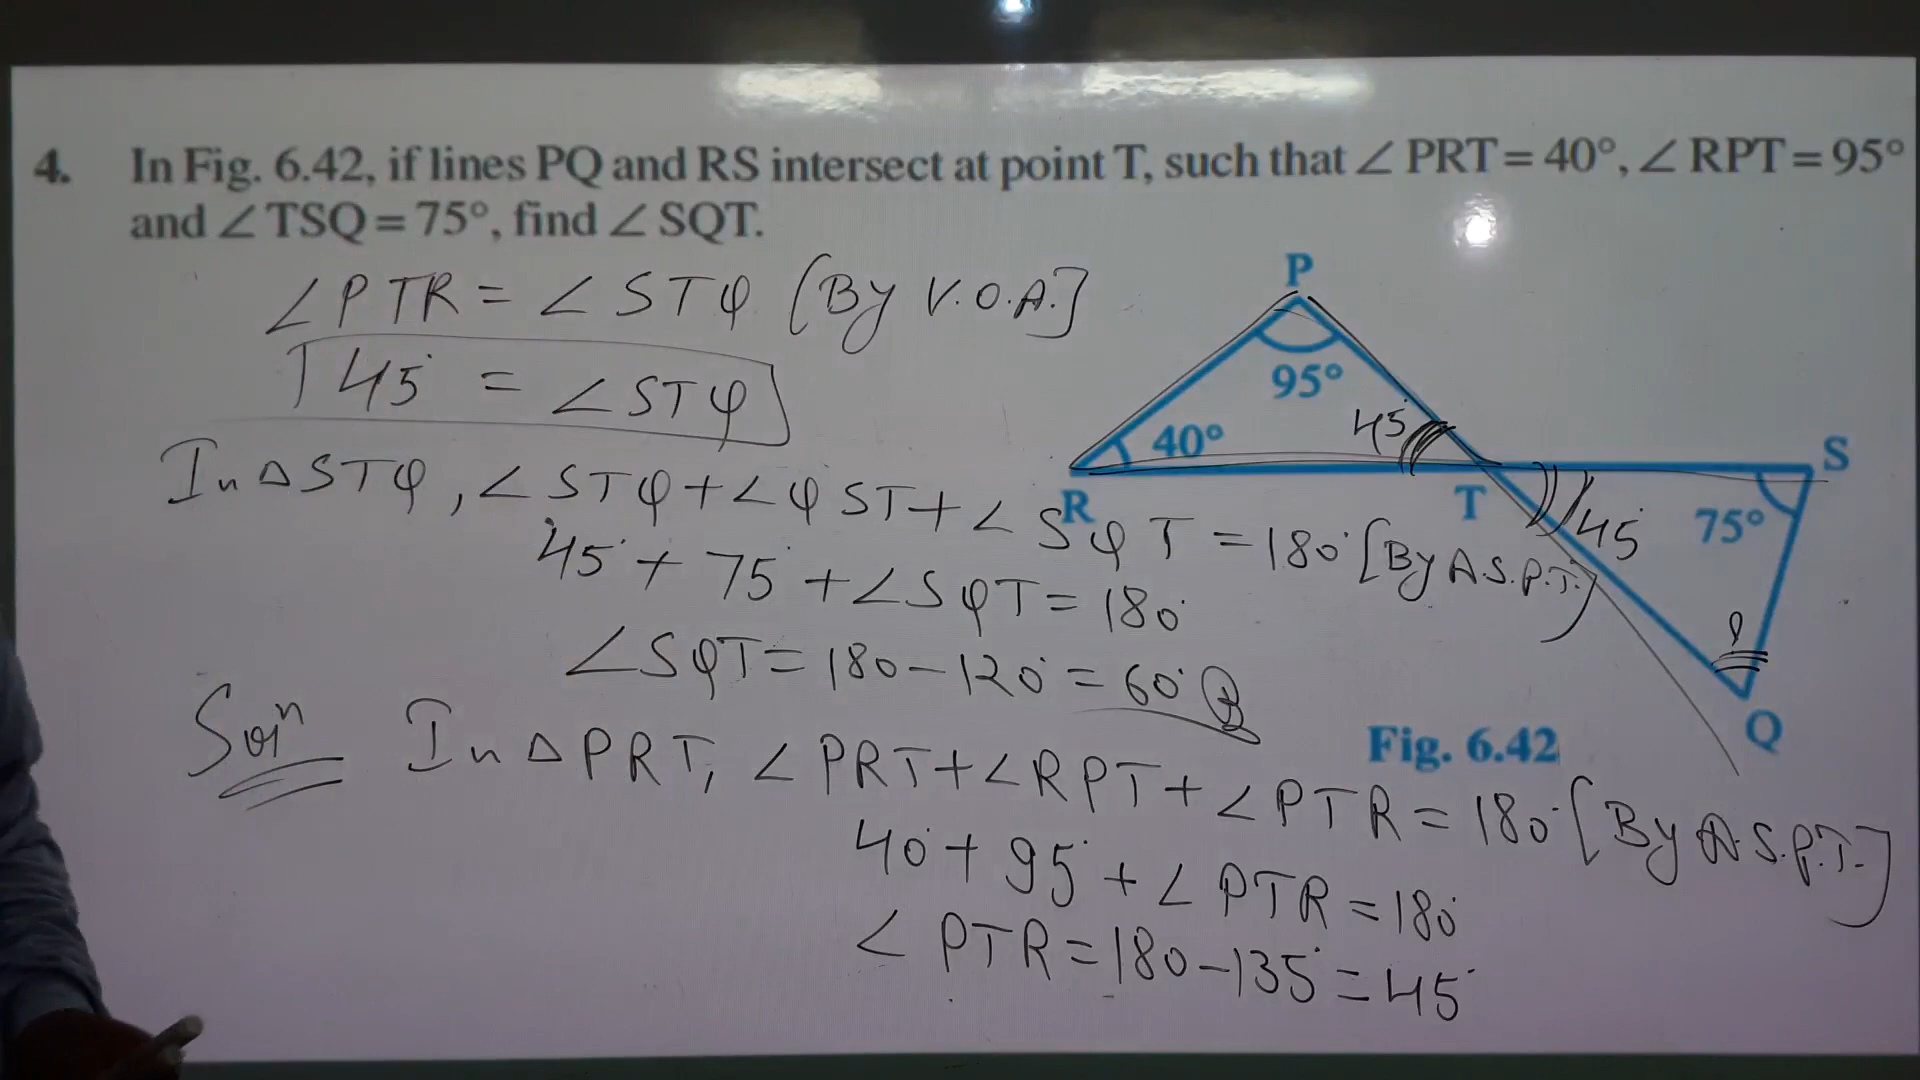 4. In Fig. 6.42, if lines PQ and RS intersect at point T, such that ∠ PRT = 40°, ∠ RPT = 95°
and ∠ TSQ = 75°, find ∠ SQT.
∠PTR = ∠STQ [By V.O.A.]
45° = ∠STQ
In △STQ, ∠STQ + ∠QST + ∠SQT = 180° [By A.S.P.T.]
45° + 75° + ∠SQT = 180°
∠SQT = 180 - 120° = 60°
P
95°
45°
40°
R
T
S
75°
45°
?
Q
Fig. 6.42
Solⁿ In △PRT, ∠PRT + ∠RPT + ∠PTR = 180° [By A.S.P.T.]
40° + 95° + ∠PTR = 180°
∠PTR = 180 - 135° = 45°